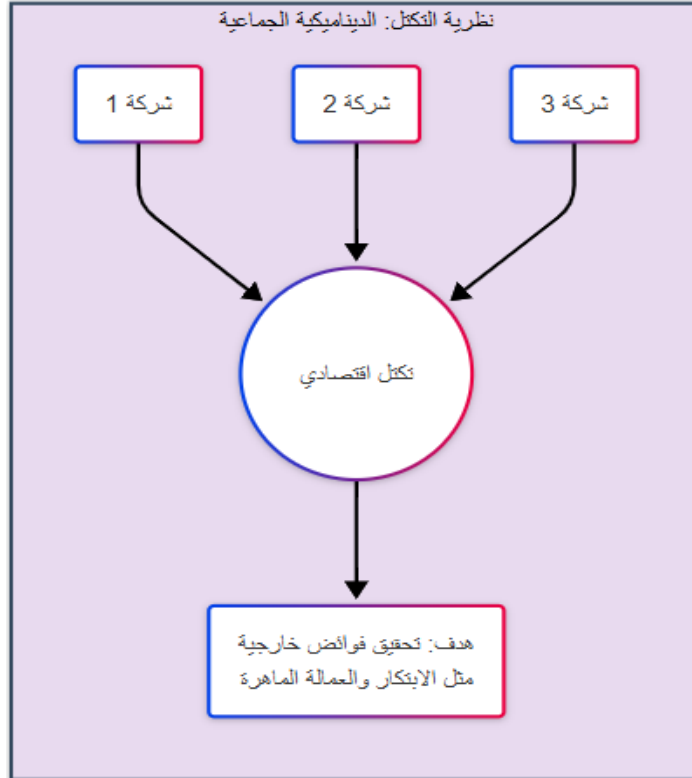 نظرية التكتل: الديناميكية الجماعية
شركة 1
شركة 2
شركة 3
تكتل اقتصادي
هدف: تحقيق فوائض خارجية
مثل الابتكار والعمالة الماهرة